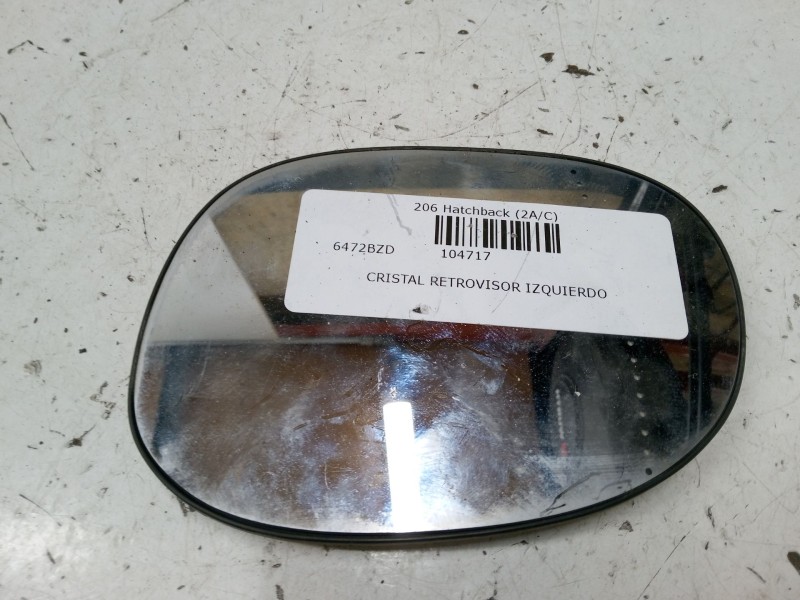 206 Hatchback (2A/C)
6472BZD 104717
CRISTAL RETROVISOR IZQUIERDO